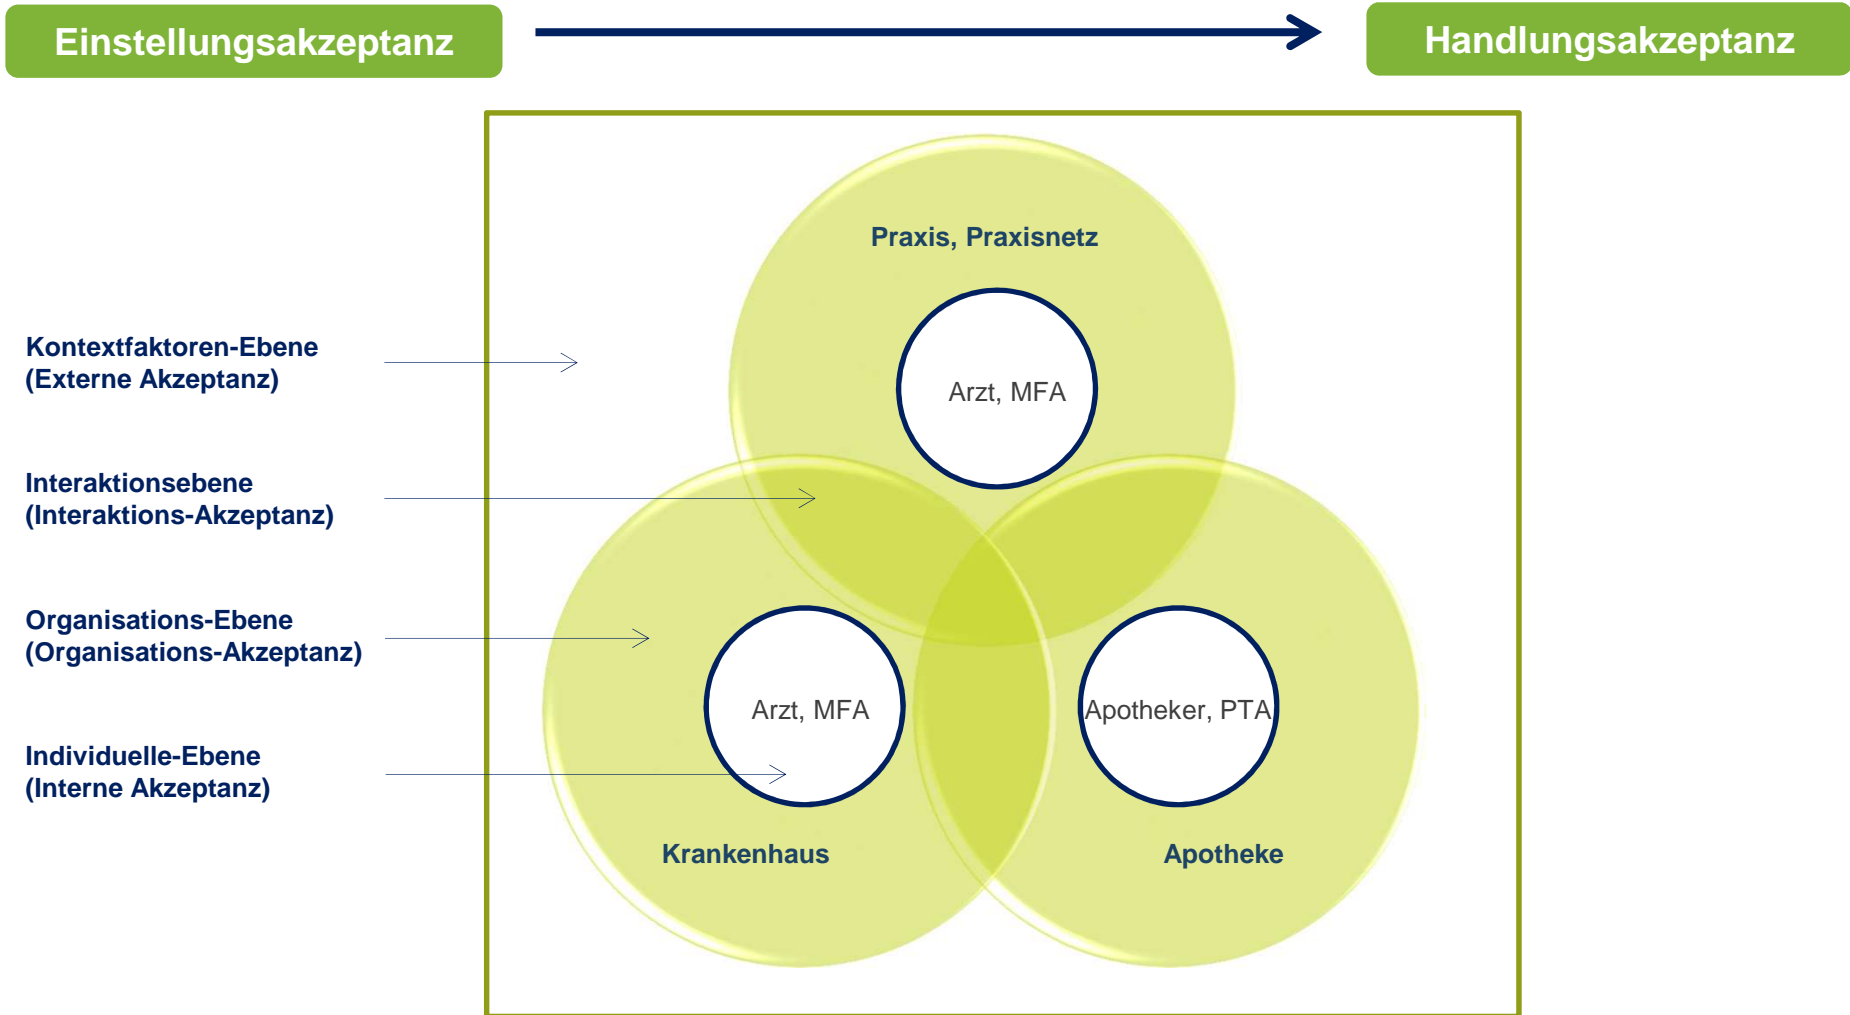 Einstellungsakzeptanz
Handlungsakzeptanz
Praxis, Praxisnetz
Kontextfaktoren-Ebene
(Externe Akzeptanz)
Arzt, MFA
Interaktionsebene
(Interaktions-Akzeptanz)
Organisations-Ebene
(Organisations-Akzeptanz)
Arzt, MFA
Apotheker, PTA
Individuelle-Ebene
(Interne Akzeptanz)
Krankenhaus
Apotheke